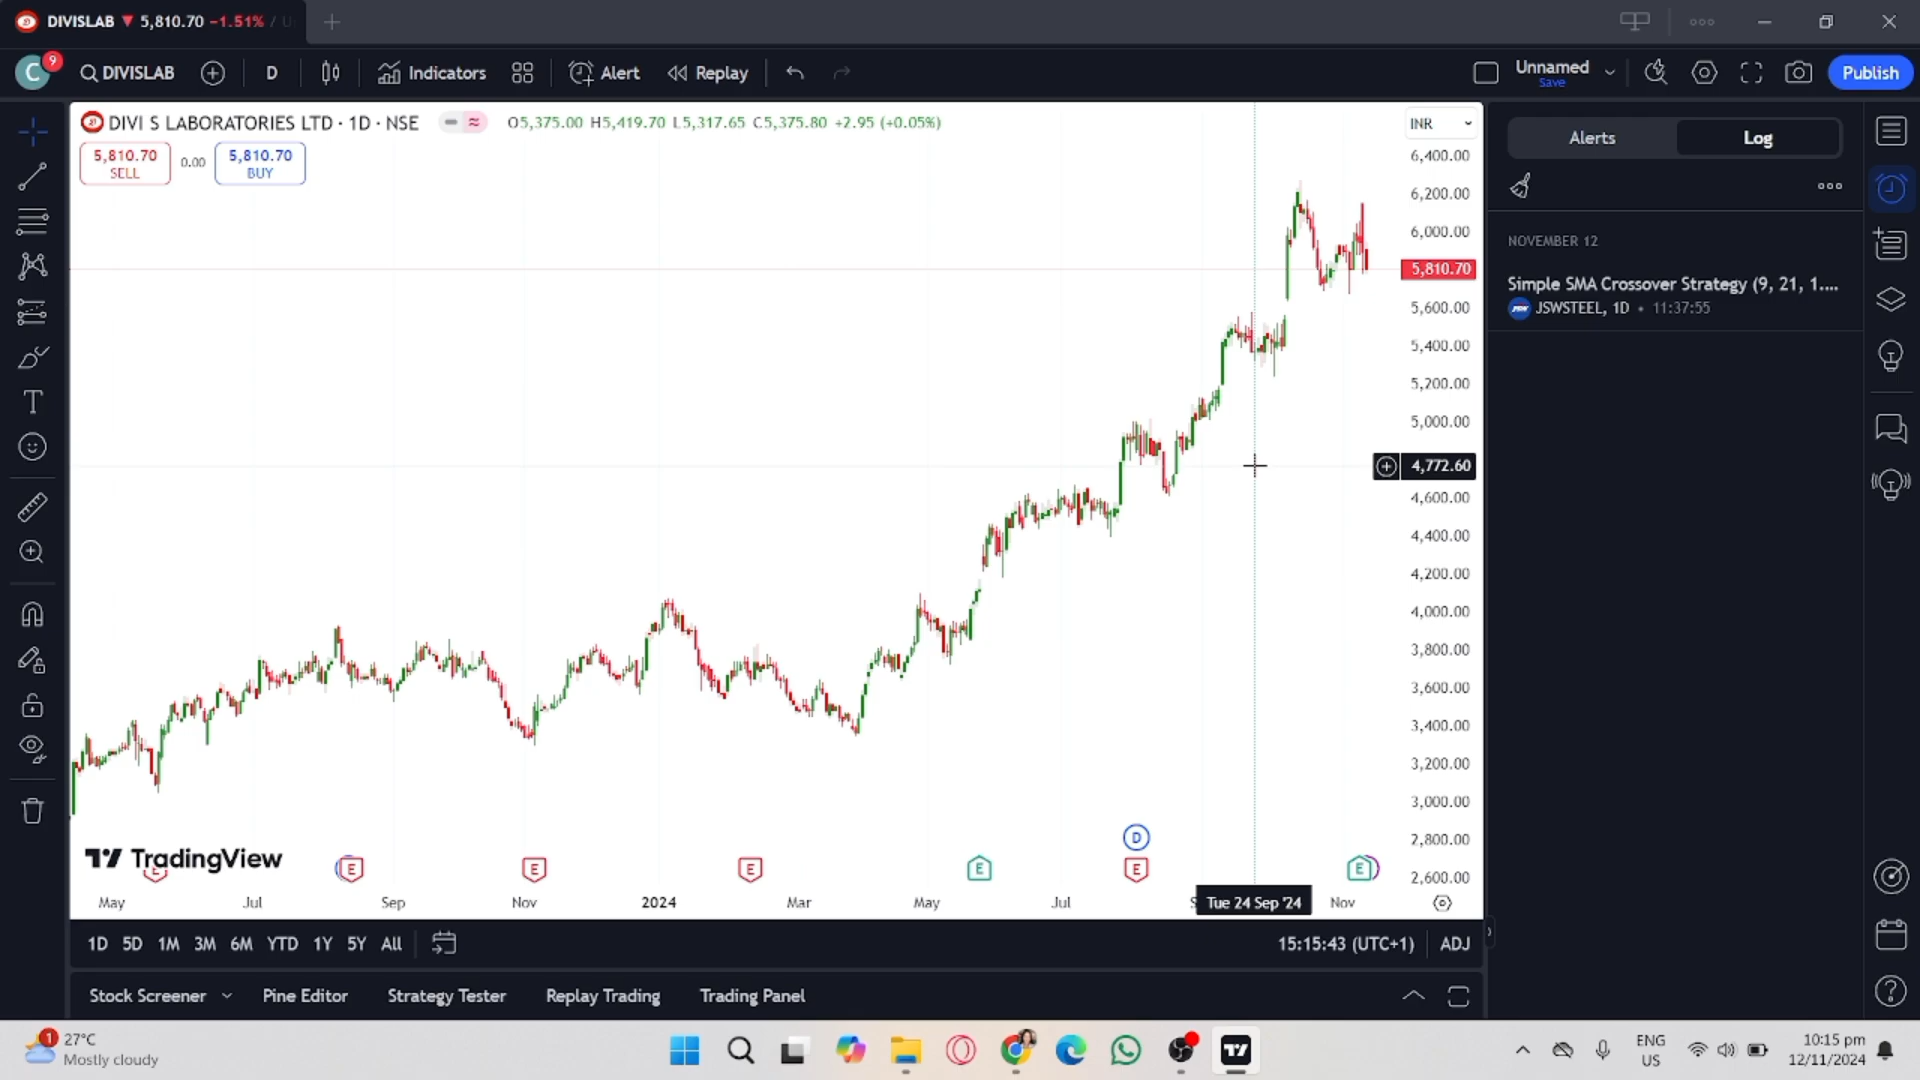 DIVISLAB ▼ 5,810.70 −1.51% / U
C 9 DIVISLAB D Indicators Alert Replay Unnamed Save Publish
DIVI S LABORATORIES LTD · 1D · NSE O5,375.00 H5,419.70 L5,317.65 C5,375.80 +2.95 (+0.05%) INR
5,810.70 SELL 0.00 5,810.70 BUY
6,400.00
6,200.00
6,000.00
5,810.70
5,600.00
5,400.00
5,200.00
5,000.00
4,772.60
4,600.00
4,400.00
4,200.00
4,000.00
3,800.00
3,600.00
3,400.00
3,200.00
3,000.00
2,800.00
2,600.00
Alerts Log
NOVEMBER 12
Simple SMA Crossover Strategy (9, 21, 1....
JSWSTEEL, 1D • 11:37:55
D
TradingView
E E E E E E E
May Jul Sep Nov 2024 Mar May Jul S Tue 24 Sep '24 Nov
1D 5D 1M 3M 6M YTD 1Y 5Y All 15:15:43 (UTC+1) ADJ
Stock Screener Pine Editor Strategy Tester Replay Trading Trading Panel
1 27°C
Mostly cloudy
ENG
US
10:15 pm
12/11/2024